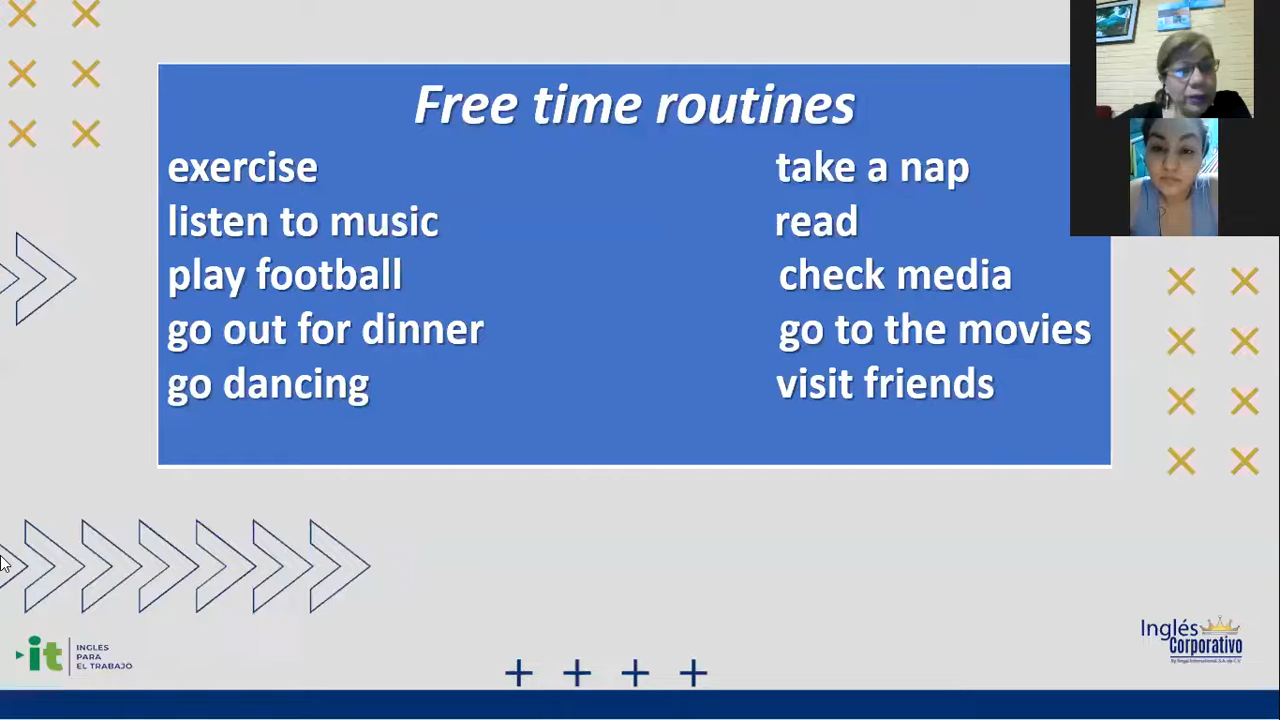 Free time routines
exercise
listen to music
play football
go out for dinner
go dancing
take a nap
read
check media
go to the movies
visit friends
it
INGLÉS
PARA
EL TRABAJO
Inglés
Corporativo